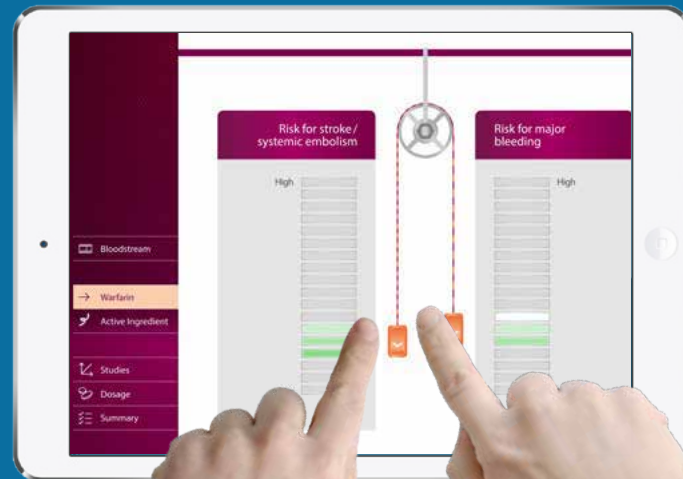 Risk for stroke /
systemic embolism
Risk for major
bleeding
High
High
Bloodstream
Warfarin
Active Ingredient
Studies
Dosage
Summary